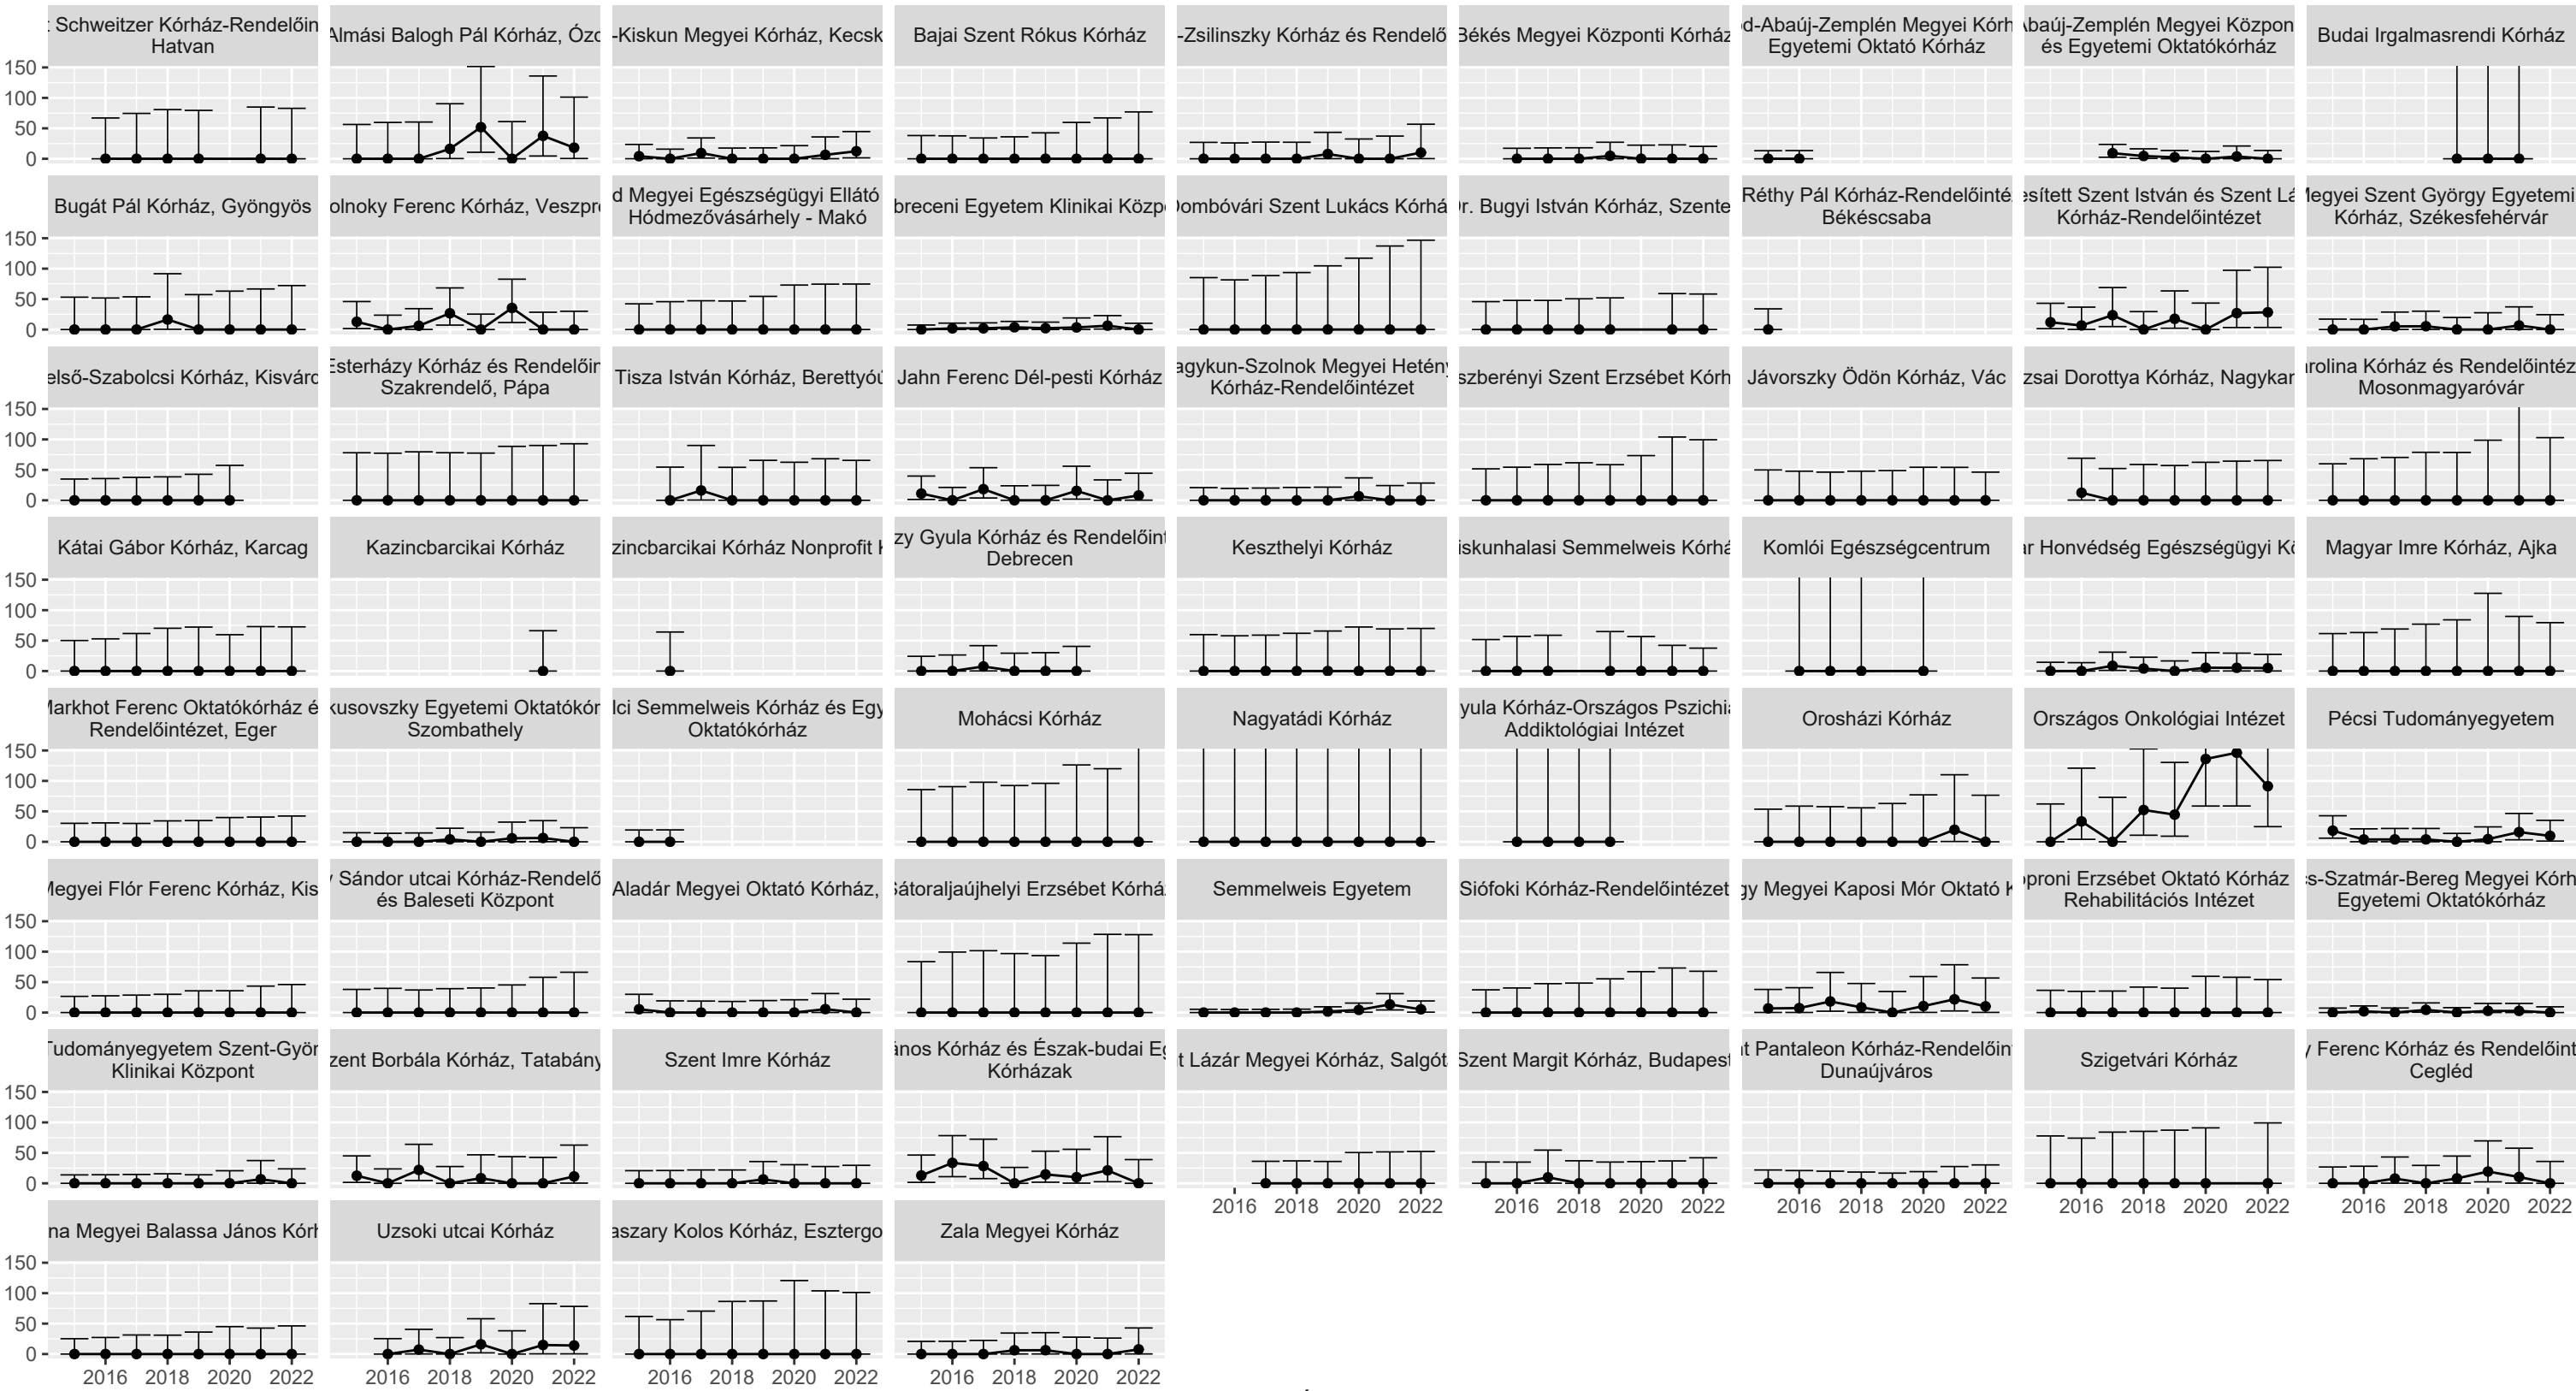 Schweitzer Kórház-Rendelőin
Hatvan
Almási Balogh Pál Kórház, Ózd
-Kiskun Megyei Kórház, Kecsk
Bajai Szent Rókus Kórház
-Zsilinszky Kórház és Rendelő
Békés Megyei Központi Kórház
od-Abaúj-Zemplén Megyei Kórh
Egyetemi Oktató Kórház
Abaúj-Zemplén Megyei Közpon
és Egyetemi Oktatókórház
Budai Irgalmasrendi Kórház
150
100
50
0
Bugát Pál Kórház, Gyöngyös
olnoky Ferenc Kórház, Veszpré
d Megyei Egészségügyi Ellátó
Hódmezővásárhely - Makó
breceni Egyetem Klinikai Közpo
Dombóvári Szent Lukács Kórhá
Dr. Bugyi István Kórház, Szente
Réthy Pál Kórház-Rendelőinté
Békéscsaba
esített Szent István és Szent Lá
Kórház-Rendelőintézet
Megyei Szent György Egyetemi
Kórház, Székesfehérvár
150
100
50
0
első-Szabolcsi Kórház, Kisvárd
Esterházy Kórház és Rendelőin
Szakrendelő, Pápa
Tisza István Kórház, Berettyóú
Jahn Ferenc Dél-pesti Kórház
agykun-Szolnok Megyei Hetény
Kórház-Rendelőintézet
szberényi Szent Erzsébet Kórh
Jávorszky Ödön Kórház, Vác
zsai Dorottya Kórház, Nagykan
arolina Kórház és Rendelőintéz
Mosonmagyaróvár
150
100
50
0
Kátai Gábor Kórház, Karcag
Kazincbarcikai Kórház
zincbarcikai Kórház Nonprofit K
zy Gyula Kórház és Rendelőint
Debrecen
Keszthelyi Kórház
iskunhalasi Semmelweis Kórhá
Komlói Egészségcentrum
ar Honvédség Egészségügyi Kö
Magyar Imre Kórház, Ajka
150
100
50
0
Markhot Ferenc Oktatókórház é
Rendelőintézet, Eger
kusovszky Egyetemi Oktatókór
Szombathely
lci Semmelweis Kórház és Egy
Oktatókórház
Mohácsi Kórház
Nagyatádi Kórház
yula Kórház-Országos Pszichiá
Addiktológiai Intézet
Orosházi Kórház
Országos Onkológiai Intézet
Pécsi Tudományegyetem
150
100
50
0
Megyei Flór Ferenc Kórház, Kis
y Sándor utcai Kórház-Rendelő
és Baleseti Központ
Aladár Megyei Oktató Kórház,
Sátoraljaújhelyi Erzsébet Kórhá
Semmelweis Egyetem
Siófoki Kórház-Rendelőintézet
gy Megyei Kaposi Mór Oktató K
oproni Erzsébet Oktató Kórház
Rehabilitációs Intézet
cs-Szatmár-Bereg Megyei Kórh
Egyetemi Oktatókórház
150
100
50
0
Tudományegyetem Szent-Györ
Klinikai Központ
zent Borbála Kórház, Tatabány
Szent Imre Kórház
ános Kórház és Észak-budai Eg
Kórházak
t Lázár Megyei Kórház, Salgót
Szent Margit Kórház, Budapest
nt Pantaleon Kórház-Rendelőin
Dunaújváros
Szigetvári Kórház
y Ferenc Kórház és Rendelőint
Cegléd
150
100
50
0
2016 2018 2020 2022
2016 2018 2020 2022
2016 2018 2020 2022
2016 2018 2020 2022
2016 2018 2020 2022
na Megyei Balassa János Kórh
Uzsoki utcai Kórház
aszary Kolos Kórház, Esztergo
Zala Megyei Kórház
150
100
50
0
2016 2018 2020 2022
2016 2018 2020 2022
2016 2018 2020 2022
2016 2018 2020 2022